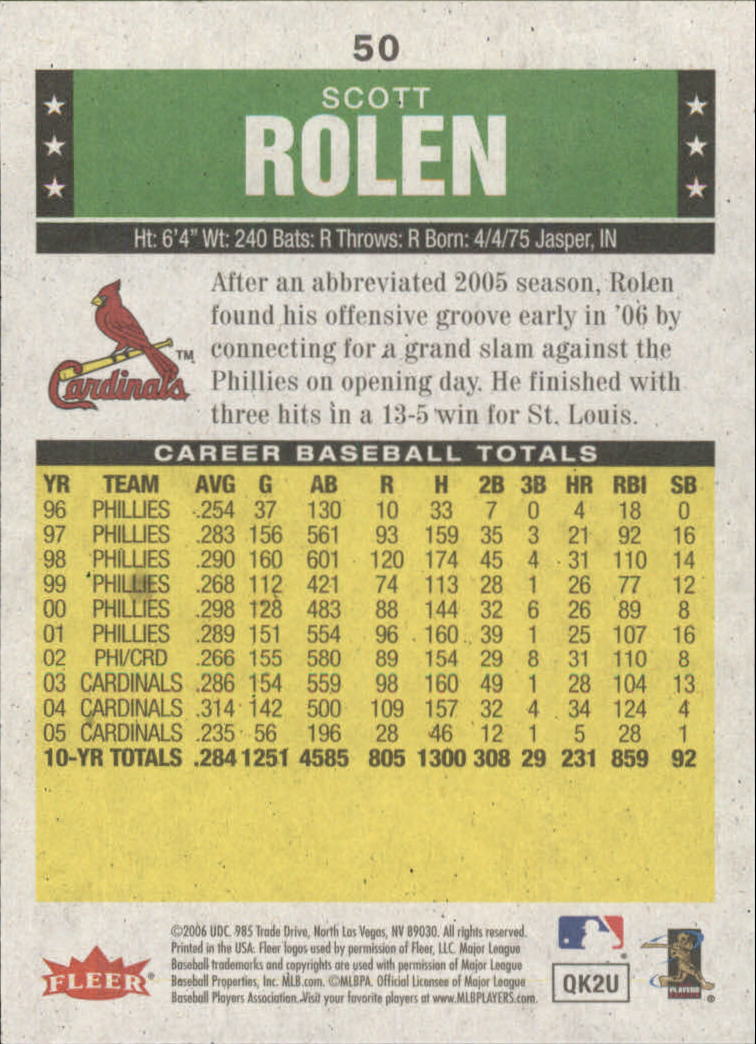 50
SCOTT
ROLEN
Ht: 6'4" Wt: 240 Bats: R Throws: R Born: 4/4/75 Jasper, IN
After an abbreviated 2005 season, Rolen
found his offensive groove early in '06 by
connecting for a grand slam against the
Phillies on opening day. He finished with
three hits in a 13-5 win for St. Louis.
Cardinals TM
CAREER BASEBALL TOTALS
YR TEAM AVG G AB R H 2B 3B HR RBI SB
96 PHILLIES .254 37 130 10 33 7 0 4 18 0
97 PHILLIES .283 156 561 93 159 35 3 21 92 16
98 PHILLIES .290 160 601 120 174 45 4 31 110 14
99 PHILLIES .268 112 421 74 113 28 1 26 77 12
00 PHILLIES .298 128 483 88 144 32 6 26 89 8
01 PHILLIES .289 151 554 96 160 39 1 25 107 16
02 PHI/CRD .266 155 580 89 154 29 8 31 110 8
03 CARDINALS .286 154 559 98 160 49 1 28 104 13
04 CARDINALS .314 142 500 109 157 32 4 34 124 4
05 CARDINALS .235 56 196 28 46 12 1 5 28 1
10-YR TOTALS .284 1251 4585 805 1300 308 29 231 859 92
FLEER®
©2006 UDC. 985 Trade Drive, North Las Vegas, NV 89030. All rights reserved.
Printed in the USA. Fleer logos used by permission of Fleer, LLC. Major League
Baseball trademarks and copyrights are used with permission of Major League
Baseball Properties, Inc. MLB.com. ©MLBPA. Official Licensee of Major League
Baseball Players Association. Visit your favorite players at www.MLBPLAYERS.com.
QK2U
PLAYERS
®